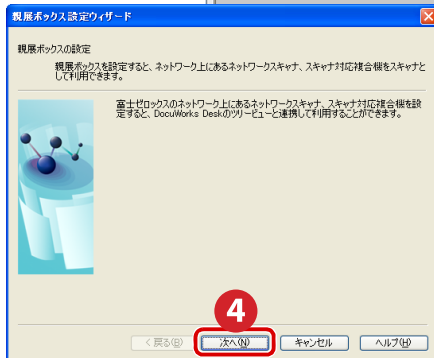 親展ボックス設定ウィザード
親展ボックスの設定
親展ボックスを設定すると、ネットワーク上にあるネットワークスキャナ、スキャナ対応複合機をスキャナと
して利用できます。
富士ゼロックスのネットワーク上にあるネットワークスキャナ、スキャナ対応複合機を設
定すると、DocuWorks Deskのツリービューと連携して利用することができます。
4
< 戻る(B) 次へ(N) > キャンセル ヘルプ(H)